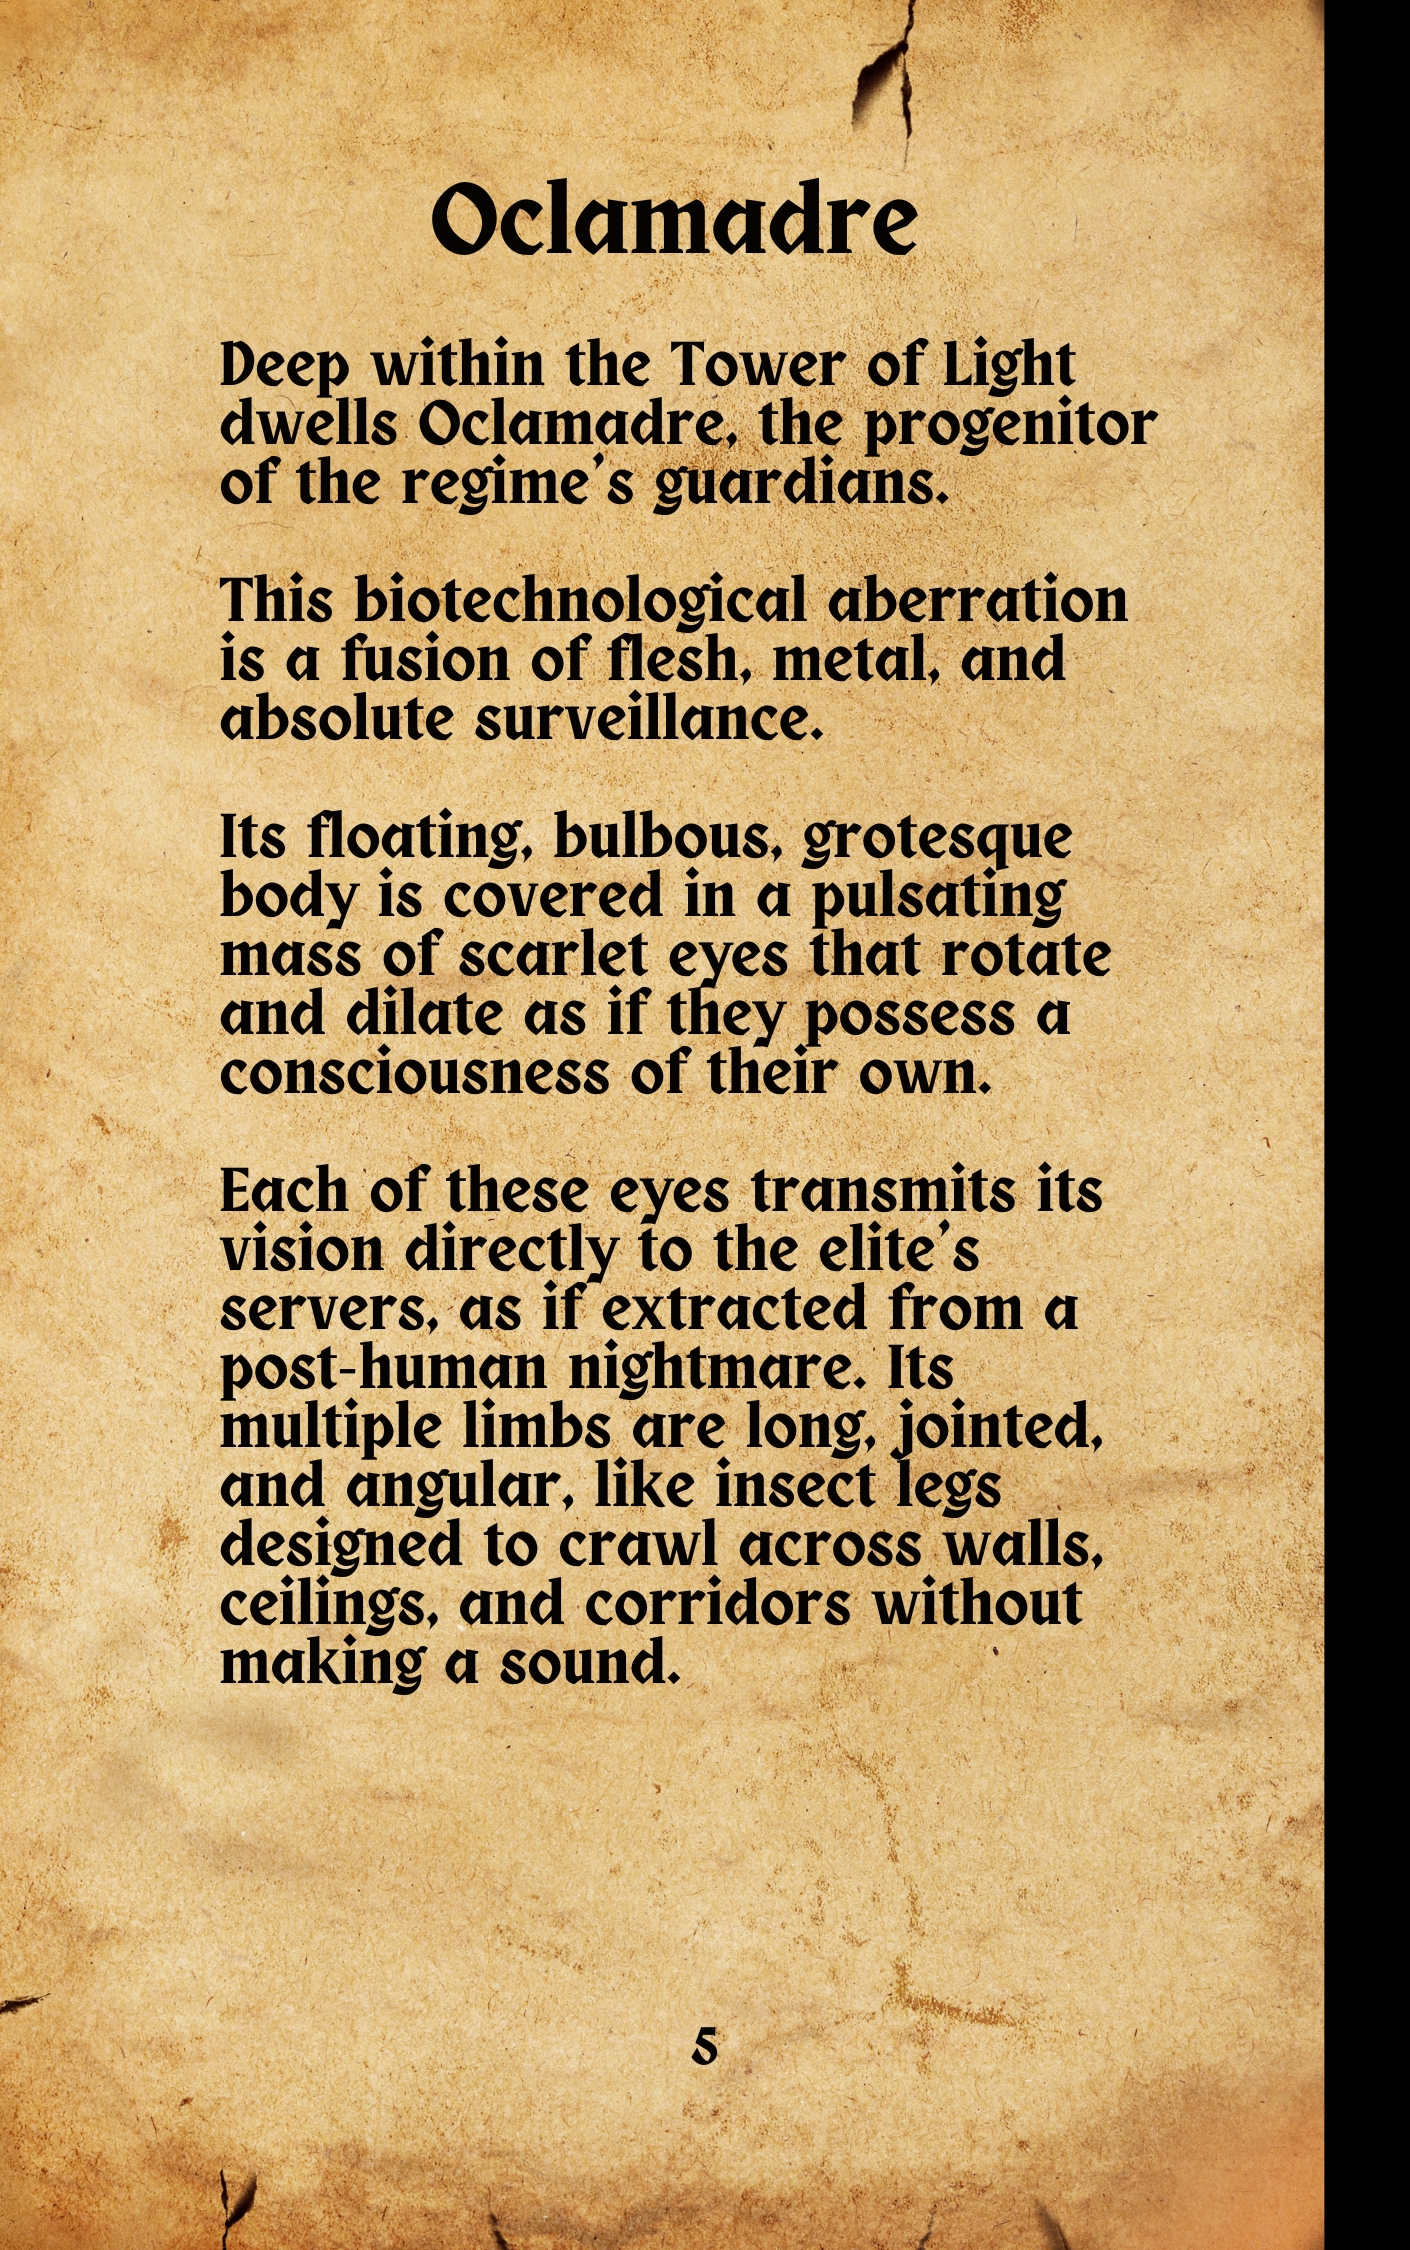 Oclamadre
Deep within the Tower of Light
dwells Oclamadre, the progenitor
of the regime's guardians.
This biotechnological aberration
is a fusion of flesh, metal, and
absolute surveillance.
Its floating, bulbous, grotesque
body is covered in a pulsating
mass of scarlet eyes that rotate
and dilate as if they possess a
consciousness of their own.
Each of these eyes transmits its
vision directly to the elite's
servers, as if extracted from a
post-human nightmare. Its
multiple limbs are long, jointed,
and angular, like insect legs
designed to crawl across walls,
ceilings, and corridors without
making a sound.
5